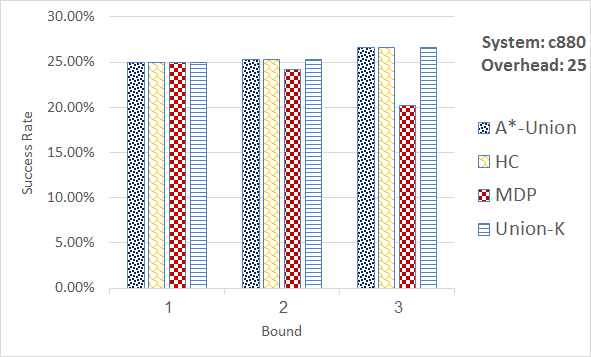 30.00%
25.00%
20.00%
15.00%
10.00%
5.00%
0.00%
Success Rate
1 2 3
Bound
System: c880
Overhead: 25
A*-Union
HC
MDP
Union-K